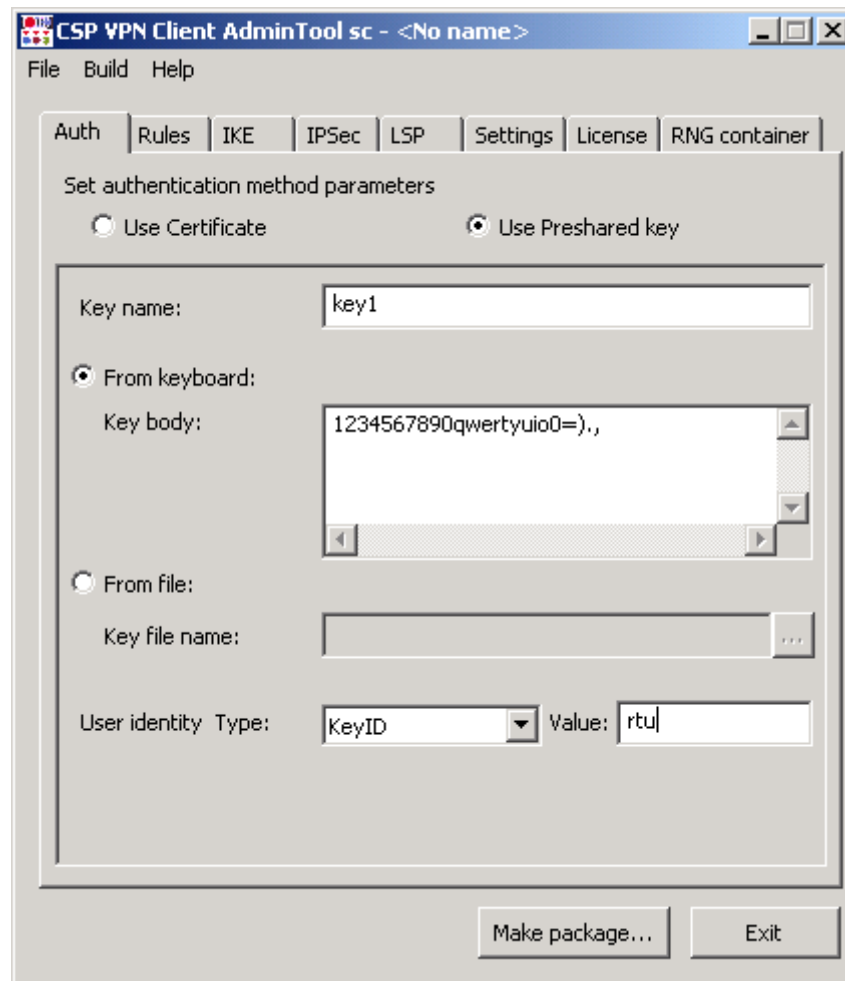 CSP VPN Client AdminTool sc - <No name>
File Build Help
Auth Rules IKE IPSec LSP Settings License RNG container
Set authentication method parameters
Use Certificate Use Preshared key
Key name: key1
From keyboard:
Key body: 1234567890qwertyuio0=).,
From file:
Key file name: ...
User identity Type: KeyID Value: rtu
Make package... Exit